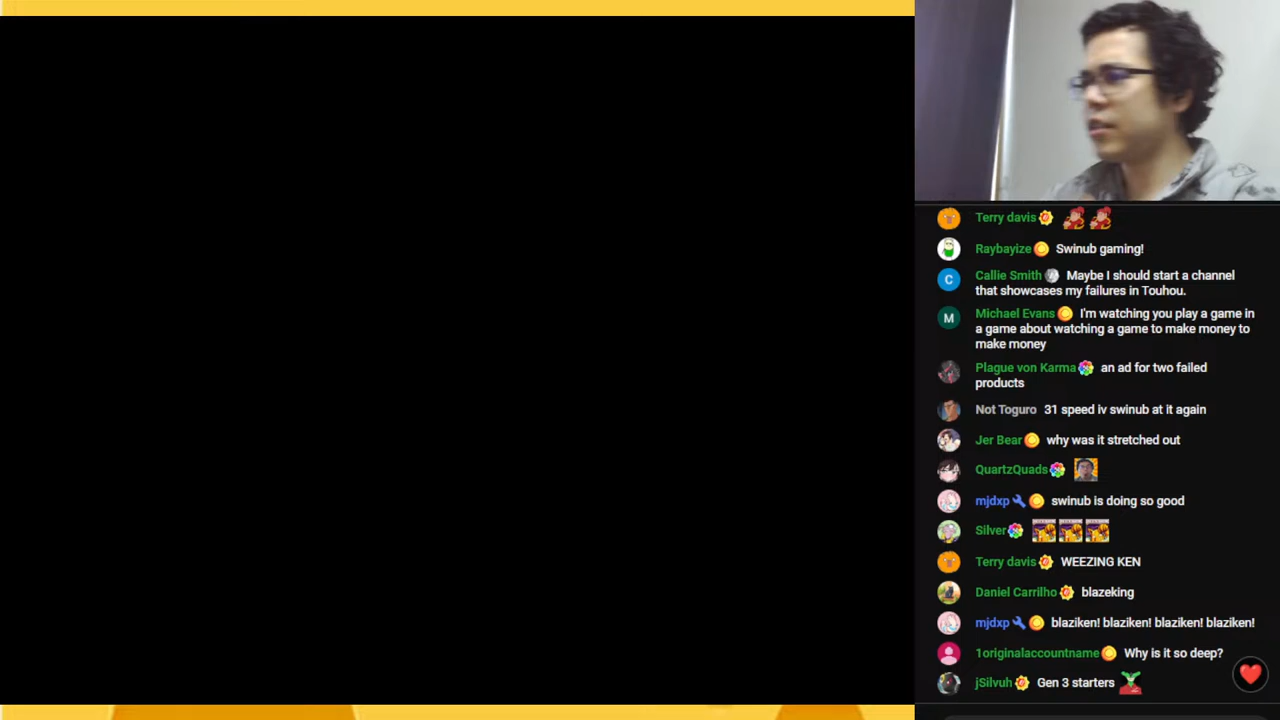 Terry davis
Raybayize Swinub gaming!
Callie Smith Maybe I should start a channel
that showcases my failures in Touhou.
M Michael Evans I'm watching you play a game in
a game about watching a game to make money to
make money
Plague von Karma an ad for two failed
products
Not Toguro 31 speed iv swinub at it again
Jer Bear why was it stretched out
QuartzQuads
mjdxp swinub is doing so good
Silver
Terry davis WEEZING KEN
Daniel Carrilho blazeking
mjdxp blaziken! blaziken! blaziken! blaziken!
1originalaccountname Why is it so deep?
jSilvuh Gen 3 starters